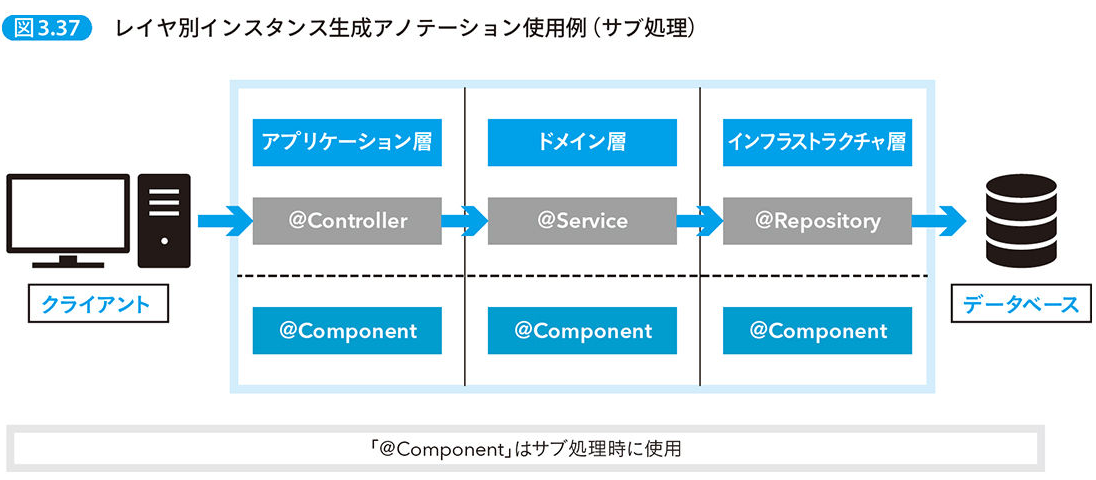 図3.37 レイヤ別インスタンス生成アノテーション使用例（サブ処理）
アプリケーション層
ドメイン層
インフラストラクチャ層
@Controller
@Service
@Repository
クライアント
データベース
@Component
@Component
@Component
「@Component」はサブ処理時に使用